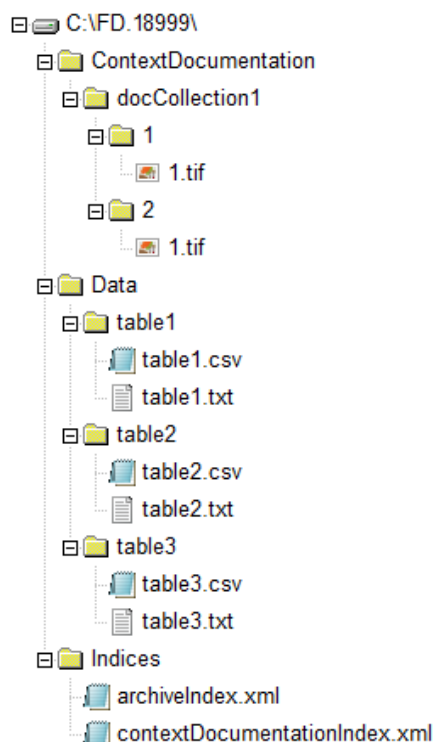 C:\FD.18999\
ContextDocumentation
docCollection1
1
1.tif
2
1.tif
Data
table1
table1.csv
table1.txt
table2
table2.csv
table2.txt
table3
table3.csv
table3.txt
Indices
archiveIndex.xml
contextDocumentationIndex.xml